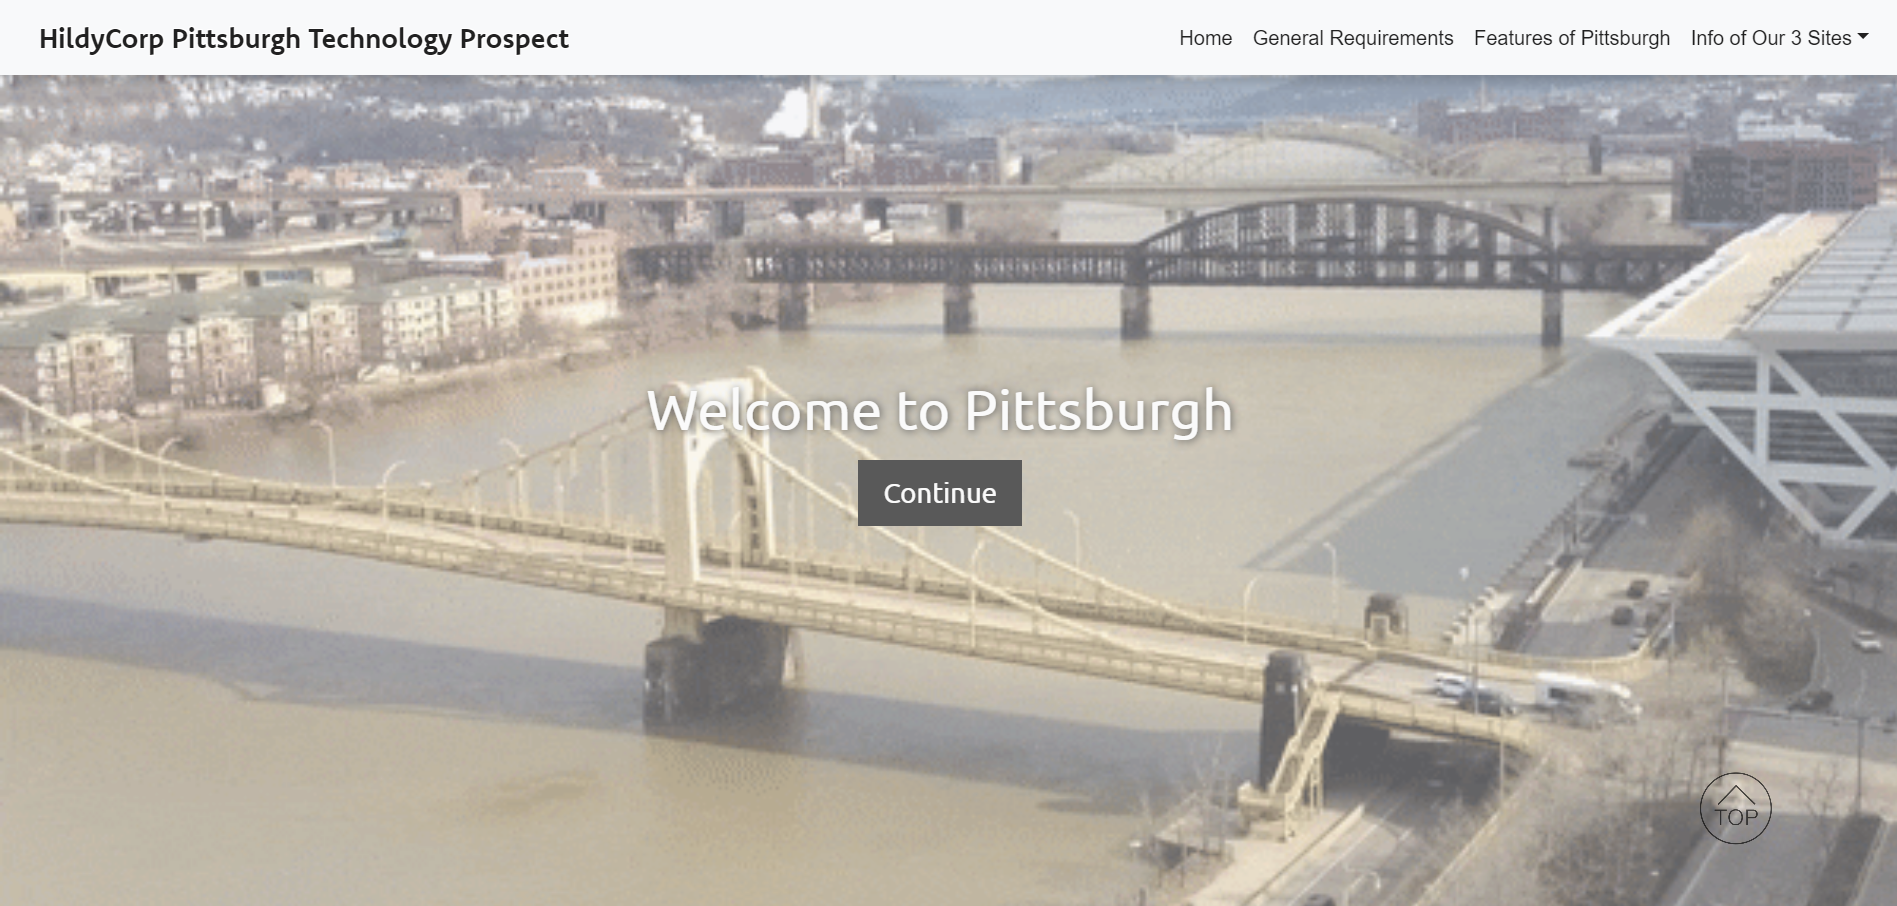 HildyCorp Pittsburgh Technology Prospect
Home General Requirements Features of Pittsburgh Info of Our 3 Sites
Welcome to Pittsburgh
Continue
TOP